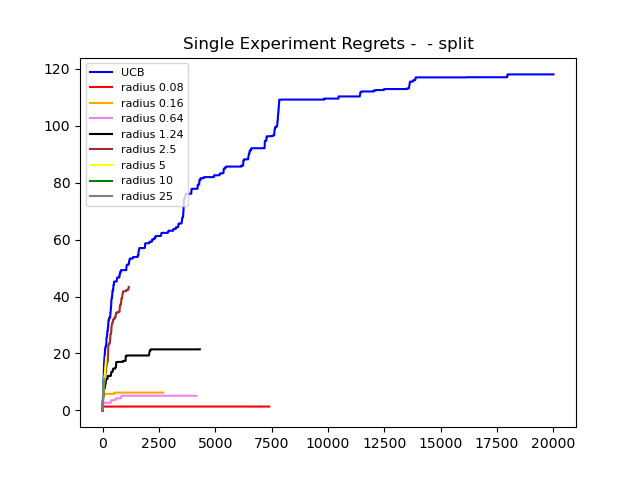 Single Experiment Regrets -  - split
120
100
80
60
40
20
0
UCB
radius 0.08
radius 0.16
radius 0.64
radius 1.24
radius 2.5
radius 5
radius 10
radius 25
0 2500 5000 7500 10000 12500 15000 17500 20000